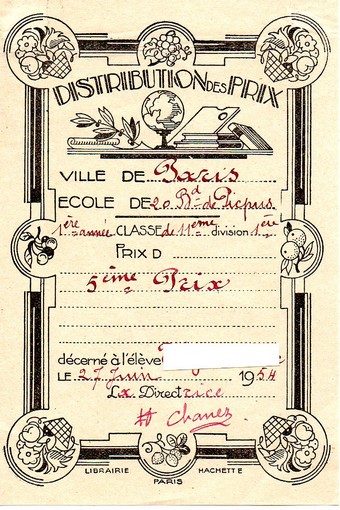 DISTRIBUTION DES PRIX
VILLE DE Paris
ECOLE DE 20 Bd de Picpus
1ère année CLASSE de 11ème division 1ère
PRIX D
5ème Prix
décerné à l'élève
LE 27 Juin 1954
La Directrice
H Chanez
LIBRAIRIE HACHETTE
PARIS